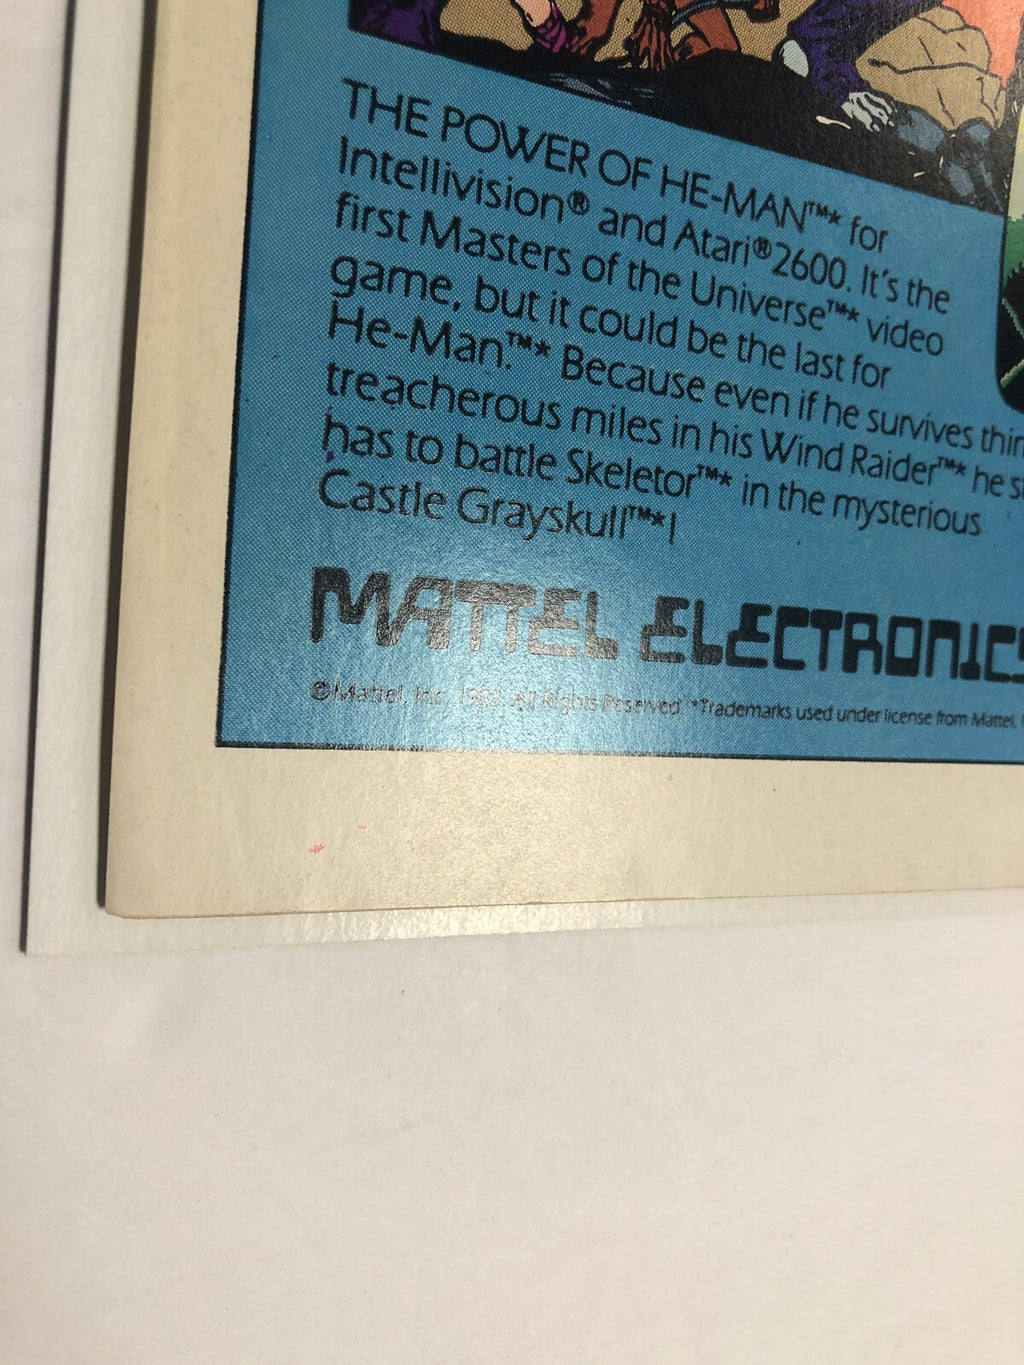 THE POWER OF HE-MAN™* for
Intellivision® and Atari® 2600. It's the
first Masters of the Universe™* video
game, but it could be the last for
He-Man.™* Because even if he survives thir
treacherous miles in his Wind Raider™* he s
has to battle Skeletor™* in the mysterious
Castle Grayskull™*!
MATTEL ELECTRONICS
©Mattel, Inc. All Rights Reserved. *Trademarks used under license from Mattel,